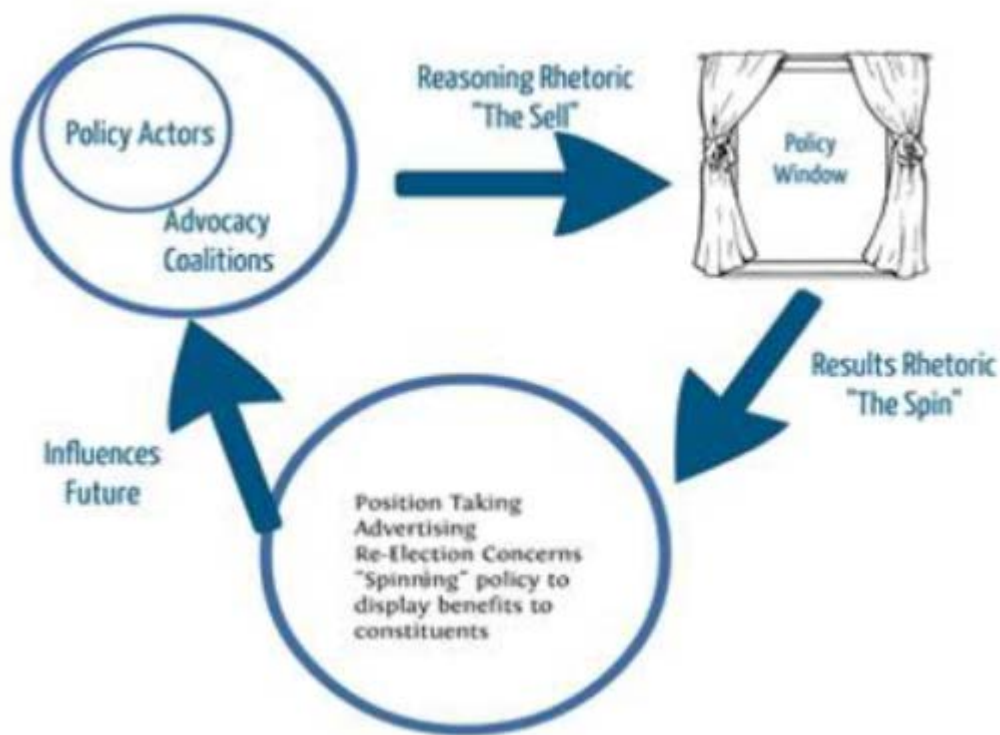 Policy Actors
Advocacy
Coalitions
Reasoning Rhetoric
"The Sell"
Policy
Window
Results Rhetoric
"The Spin"
Position Taking
Advertising
Re-Election Concerns
"Spinning" policy to
display benefits to
constituents
Influences
Future